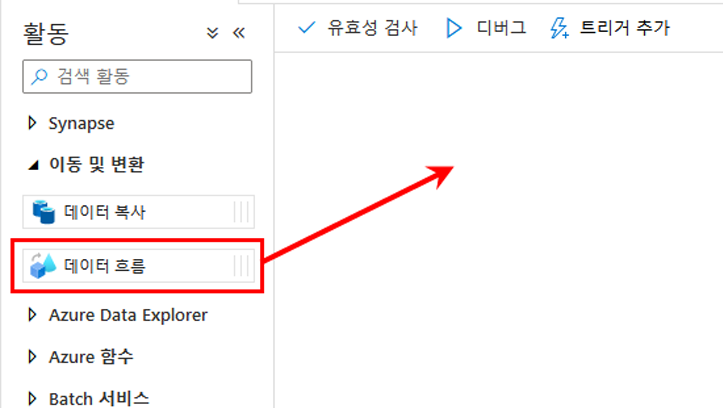 활동
유효성 검사 디버그 트리거 추가
검색 활동
Synapse
이동 및 변환
데이터 복사
데이터 흐름
Azure Data Explorer
Azure 함수
Batch 서비스